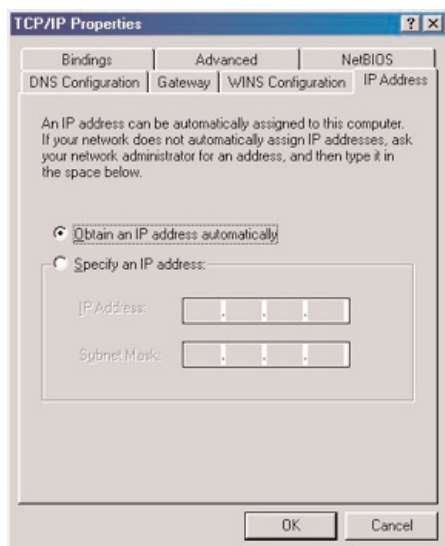 TCP/IP Properties
Bindings Advanced NetBIOS
DNS Configuration Gateway WINS Configuration IP Address
An IP address can be automatically assigned to this computer.
If your network does not automatically assign IP addresses, ask
your network administrator for an address, and then type it in
the space below.
Obtain an IP address automatically
Specify an IP address:
IP Address:
Subnet Mask:
OK Cancel